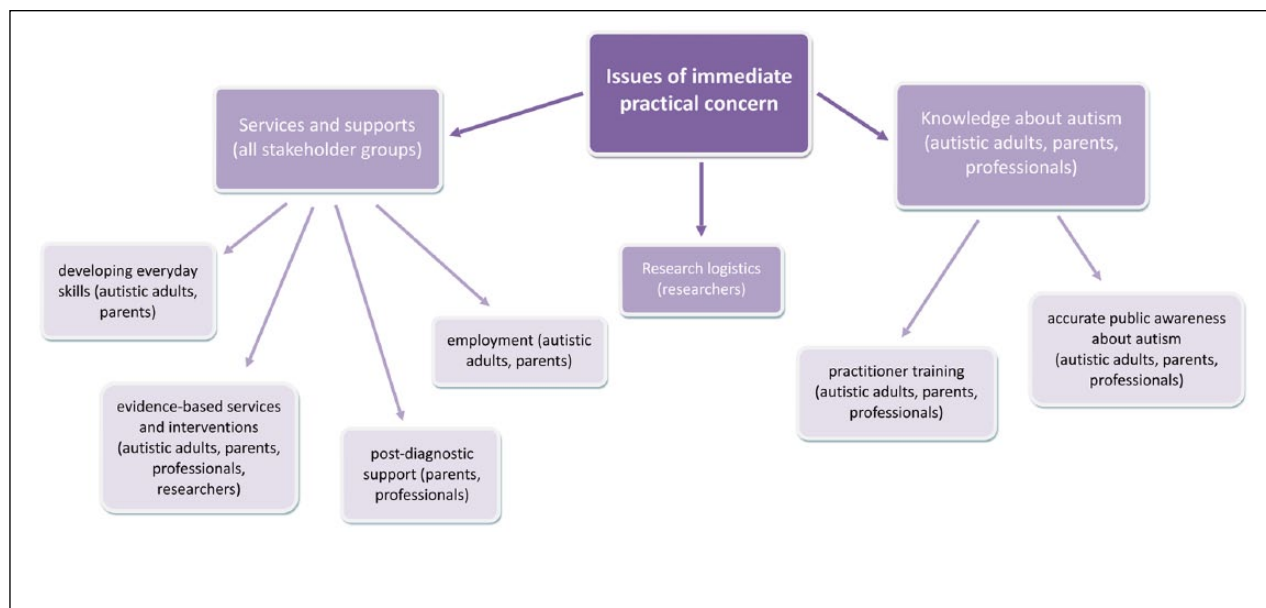 Issues of immediate
practical concern
Services and supports
(all stakeholder groups)
Knowledge about autism
(autistic adults, parents,
professionals)
Research logistics
(researchers)
developing everyday
skills (autistic adults,
parents)
evidence-based services
and interventions
(autistic adults, parents,
professionals,
researchers)
post-diagnostic
support (parents,
professionals)
employment (autistic
adults, parents)
practitioner training
(autistic adults, parents,
professionals)
accurate public awareness
about autism
(autistic adults, parents,
professionals)